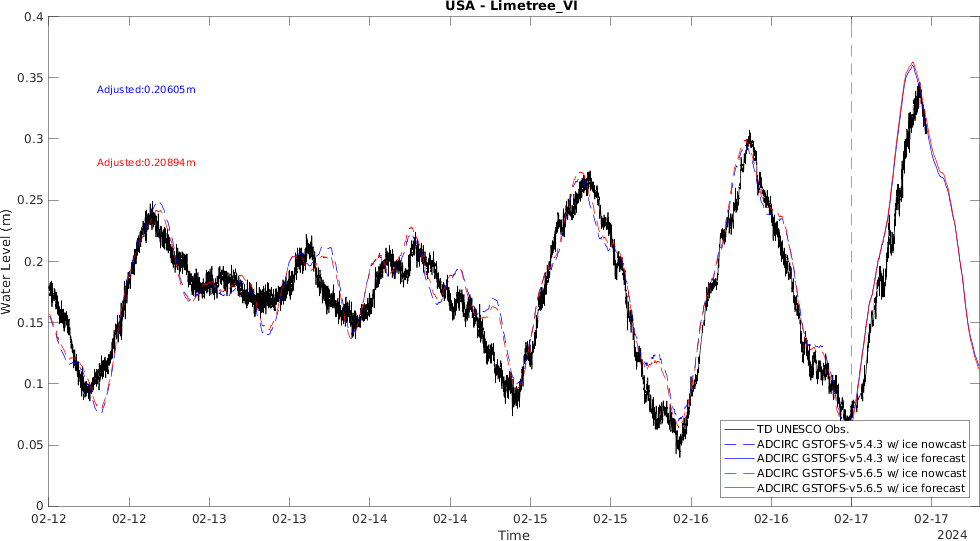 USA - Limetree_VI
0.4
0.35
0.3
0.25
0.2
0.15
0.1
0.05
0
Water Level (m)
Adjusted:0.20605m
Adjusted:0.20894m
TD UNESCO Obs.
ADCIRC GSTOFS-v5.4.3 w/ ice nowcast
ADCIRC GSTOFS-v5.4.3 w/ ice forecast
ADCIRC GSTOFS-v5.6.5 w/ ice nowcast
ADCIRC GSTOFS-v5.6.5 w/ ice forecast
02-12 02-12 02-13 02-13 02-14 02-14 02-15 02-15 02-16 02-16 02-17 02-17
Time
2024